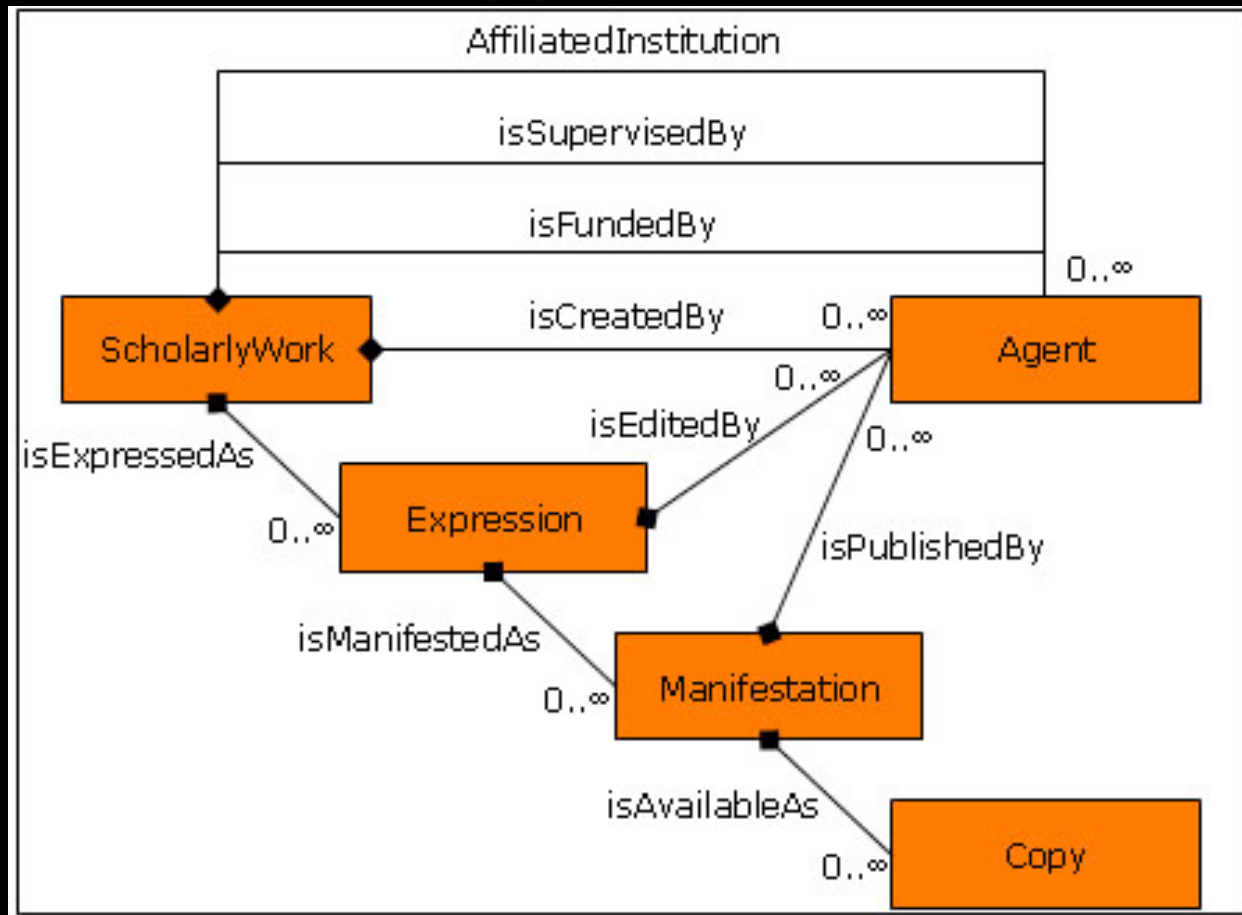 AffiliatedInstitution
isSupervisedBy
isFundedBy
0..∞
isCreatedBy
0..∞
ScholarlyWork
Agent
0..∞
isEditedBy
0..∞
isExpressedAs
Expression
0..∞
isPublishedBy
isManifestedAs
Manifestation
0..∞
isAvailableAs
Copy
0..∞